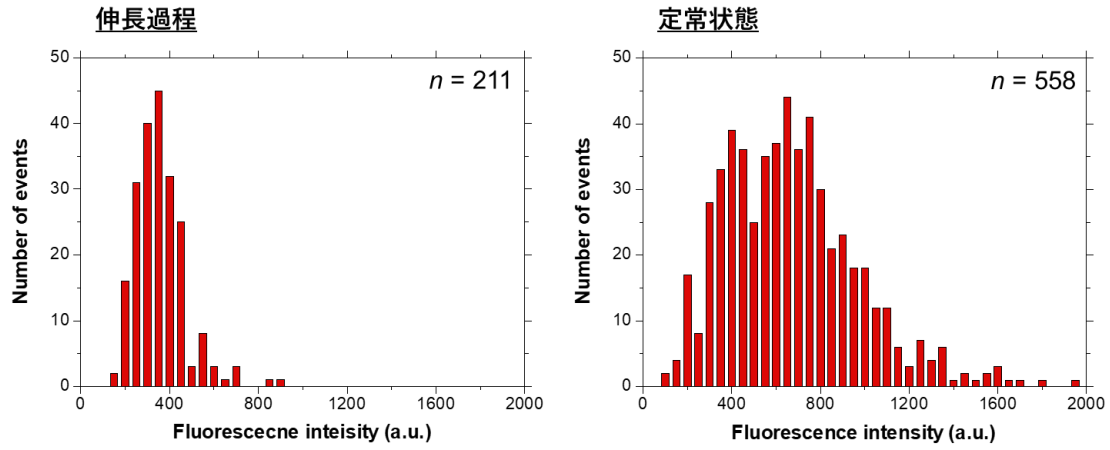 伸長過程
n = 211
50
40
30
20
10
0
Number of events
0 400 800 1200 1600 2000
Fluorescecne inteisity (a.u.)
定常状態
n = 558
50
40
30
20
10
0
Number of events
0 400 800 1200 1600 2000
Fluorescence intensity (a.u.)